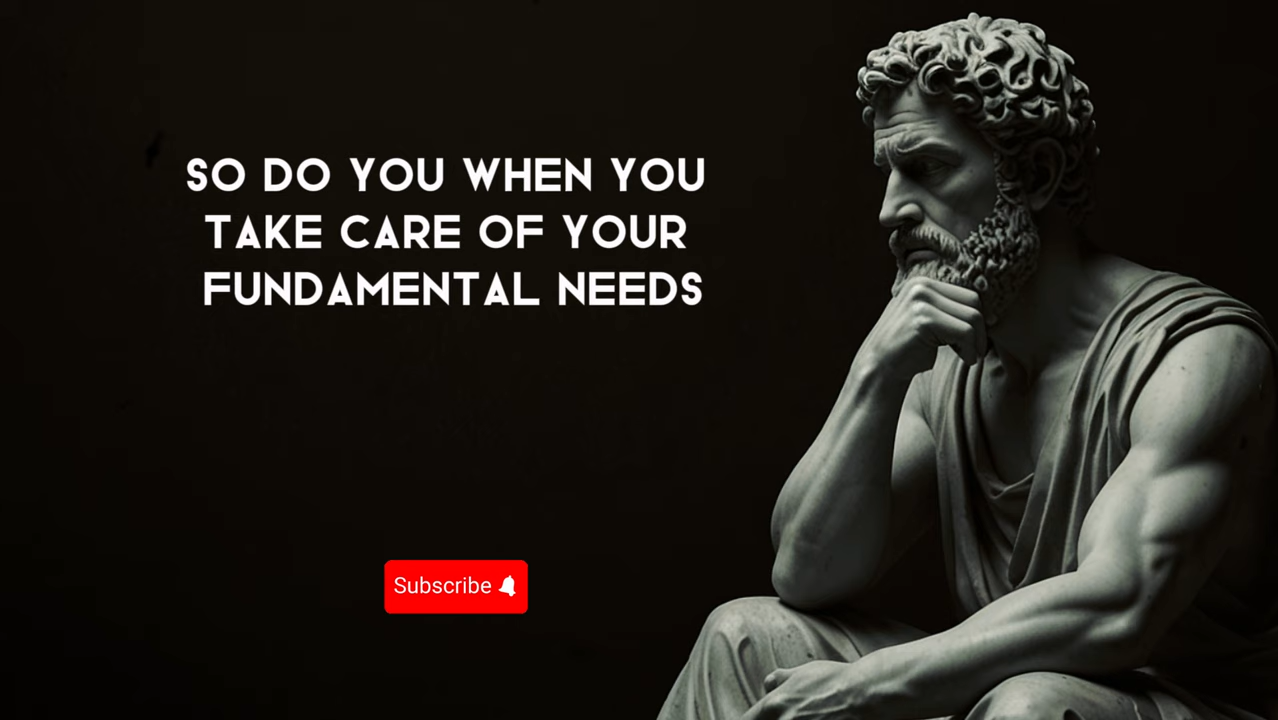 SO DO YOU WHEN YOU
TAKE CARE OF YOUR
FUNDAMENTAL NEEDS
Subscribe